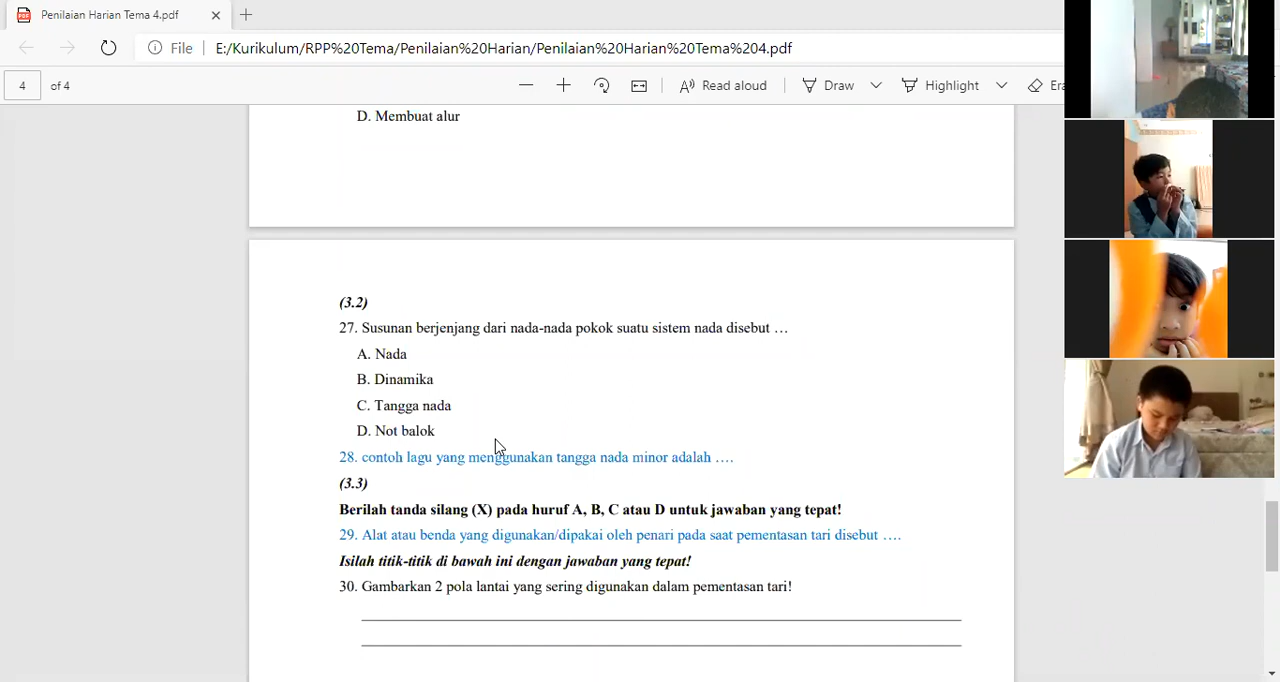 Penilaian Harian Tema 4.pdf
File
E:/Kurikulum/RPP%20Tema/Penilaian%20Harian/Penilaian%20Harian%20Tema%204.pdf
4 of 4
Read aloud
Draw
Highlight
D. Membuat alur
(3.2)
27. Susunan berjenjang dari nada-nada pokok suatu sistem nada disebut …
A. Nada
B. Dinamika
C. Tangga nada
D. Not balok
28. contoh lagu yang menggunakan tangga nada minor adalah ….
(3.3)
Berilah tanda silang (X) pada huruf A, B, C atau D untuk jawaban yang tepat!
29. Alat atau benda yang digunakan/dipakai oleh penari pada saat pementasan tari disebut ….
Isilah titik-titik di bawah ini dengan jawaban yang tepat!
30. Gambarkan 2 pola lantai yang sering digunakan dalam pementasan tari!